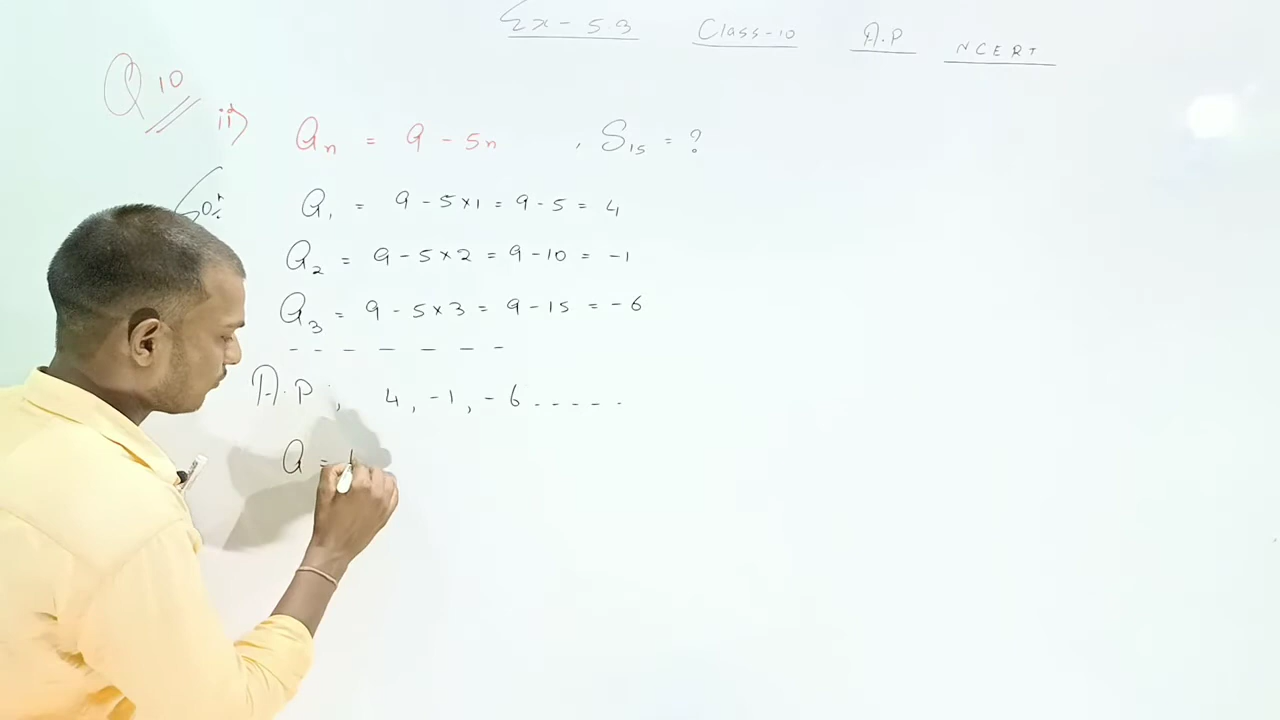 Ex - 5.3 Class-10 A.P NCERT
Q 10
ii) an = 9 - 5n , S15 = ?
Sol:
a1 = 9 - 5×1 = 9 - 5 = 4
a2 = 9 - 5×2 = 9 - 10 = -1
a3 = 9 - 5×3 = 9 - 15 = -6
- - - - - - -
A.P ; 4, -1, -6 - - - - -
a =